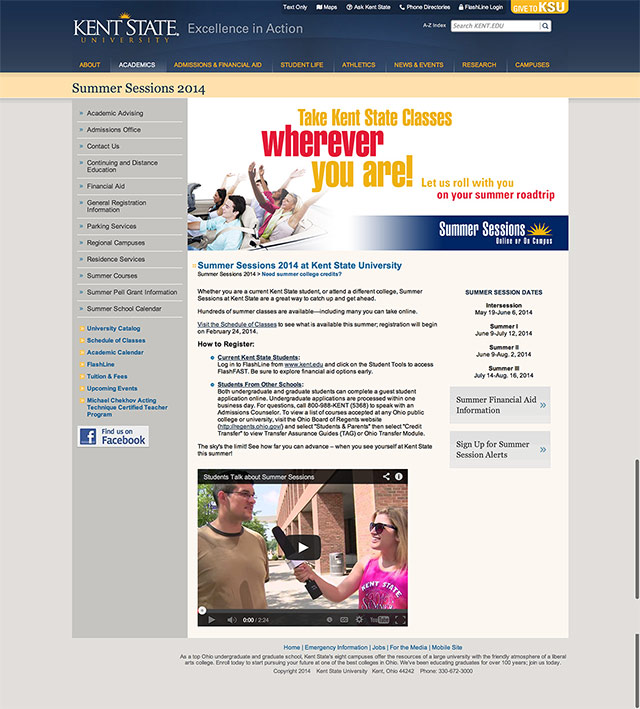 Text Only
Maps
Ask Kent State
Phone Directories
FlashLine Login
GIVE TO KSU
KENT STATE
UNIVERSITY
Excellence in Action
A-Z Index
Search KENT.EDU
ABOUT
ACADEMICS
ADMISSIONS & FINANCIAL AID
STUDENT LIFE
ATHLETICS
NEWS & EVENTS
RESEARCH
CAMPUSES
Summer Sessions 2014
» Academic Advising
» Admissions Office
» Contact Us
» Continuing and Distance
Education
» Financial Aid
» General Registration
Information
» Parking Services
» Regional Campuses
» Residence Services
» Summer Courses
» Summer Pell Grant Information
» Summer School Calendar
University Catalog
Schedule of Classes
Academic Calendar
FlashLine
Tuition & Fees
Upcoming Events
Michael Chekhov Acting
Technique Certified Teacher
Program
Find us on
Facebook
Take Kent State Classes
wherever
you are!
Let us roll with you
on your summer roadtrip
Summer Sessions
Online or On Campus
Summer Sessions 2014 at Kent State University
Summer Sessions 2014 > Need summer college credits?
Whether you are a current Kent State student, or attend a different college, Summer
Sessions at Kent State are a great way to catch up and get ahead.
Hundreds of summer classes are available—including many you can take online.
Visit the Schedule of Classes to see what is available this summer; registration will begin
on February 24, 2014.
How to Register:
Current Kent State Students:
Log in to FlashLine from www.kent.edu and click on the Student Tools to access
FlashFAST. Be sure to explore financial aid options early.
Students From Other Schools:
Both undergraduate and graduate students can complete a guest student
application online. Undergraduate applications are processed within one
business day. For questions, call 800-988-KENT (5368) to speak with an
Admissions Counselor. To view a list of courses accepted at any Ohio public
college or university, visit the Ohio Board of Regents website
(http://regents.ohio.gov/) and select "Students & Parents" then select "Credit
Transfer" to view Transfer Assurance Guides (TAG) or Ohio Transfer Module.
The sky's the limit! See how far you can advance – when you see yourself at Kent State
this summer!
SUMMER SESSION DATES
Intersession
May 19-June 6, 2014
Summer I
June 9-July 12, 2014
Summer II
June 9-Aug. 2, 2014
Summer III
July 14-Aug. 16, 2014
Summer Financial Aid
Information »
Sign Up for Summer
Session Alerts »
Students Talk about Summer Sessions
KENT STATE
0:00 / 2:24
YouTube
Home | Emergency Information | Jobs | For the Media | Mobile Site
As a top Ohio undergraduate and graduate school, Kent State's eight campuses offer the resources of a large university with the friendly atmosphere of a liberal
arts college. Enroll today to start pursuing your future at one of the best colleges in Ohio. We've been educating graduates for over 100 years; join us today.
Copyright 2014 Kent State University Kent, Ohio 44242 Phone: 330-672-3000